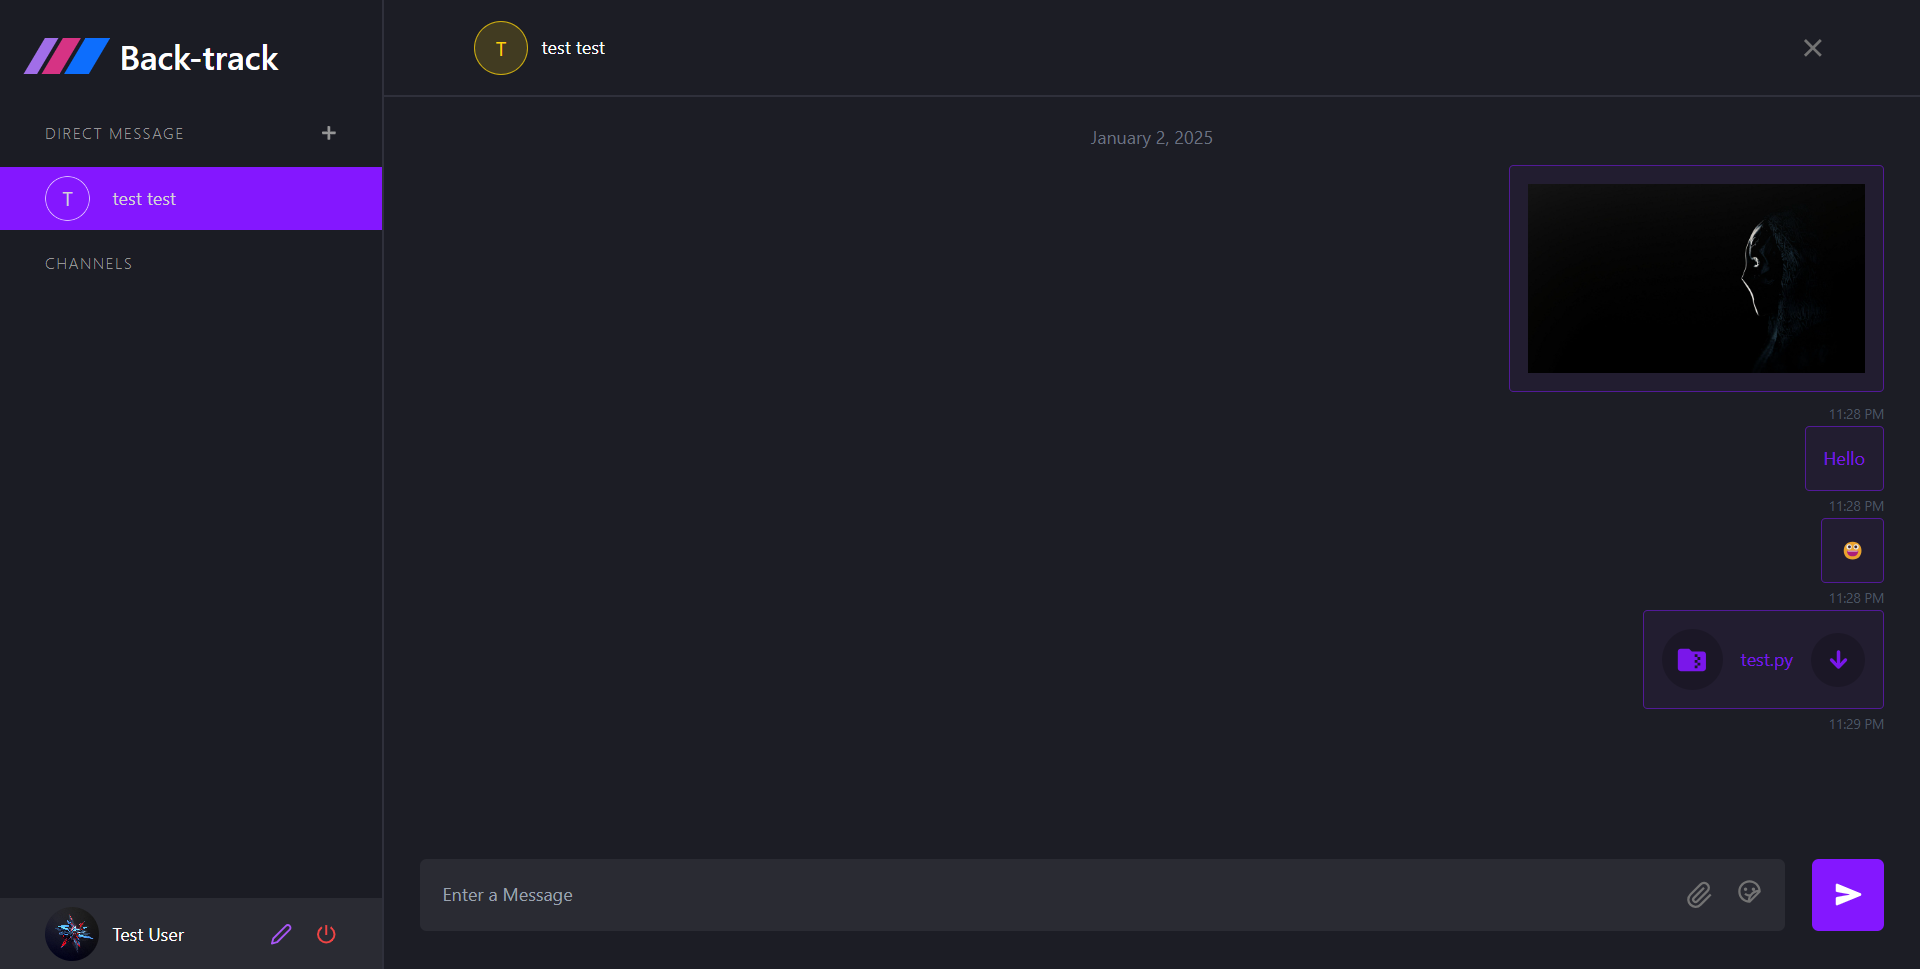 Back-track
DIRECT MESSAGE
T test test
CHANNELS
Test User
T test test
January 2, 2025
11:28 PM
Hello
11:28 PM
11:28 PM
test.py
11:29 PM
Enter a Message